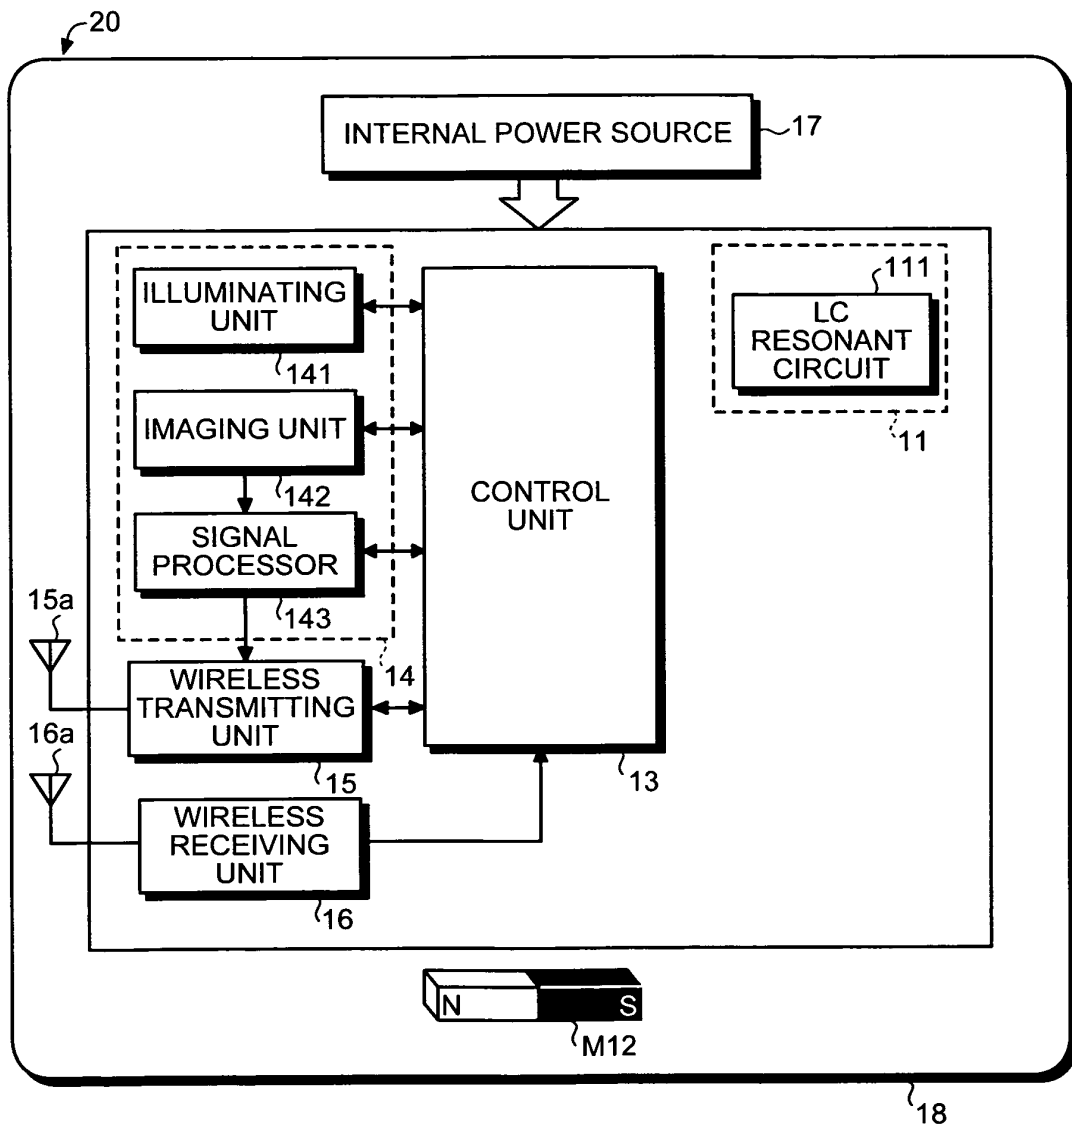 20
INTERNAL POWER SOURCE
17
ILLUMINATING
UNIT
141
111
LC
RESONANT
CIRCUIT
11
IMAGING UNIT
142
CONTROL
UNIT
SIGNAL
PROCESSOR
143
15a
14
WIRELESS
TRANSMITTING
UNIT
15
13
16a
WIRELESS
RECEIVING
UNIT
16
N
S
M12
18